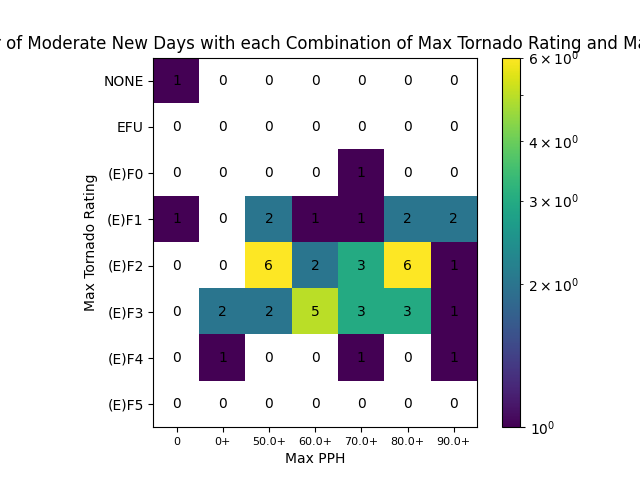 of Moderate New Days with each Combination of Max Tornado Rating and
Max Tornado Rating
NONE 1 0 0 0 0 0 0
EFU 0 0 0 0 0 0 0
(E)F0 0 0 0 0 1 0 0
(E)F1 1 0 2 1 1 2 2
(E)F2 0 0 6 2 3 6 1
(E)F3 0 2 2 5 3 3 1
(E)F4 0 1 0 0 1 0 1
(E)F5 0 0 0 0 0 0 0
0 0+ 50.0+ 60.0+ 70.0+ 80.0+ 90.0+
Max PPH
6 × 10⁰
4 × 10⁰
3 × 10⁰
2 × 10⁰
10⁰